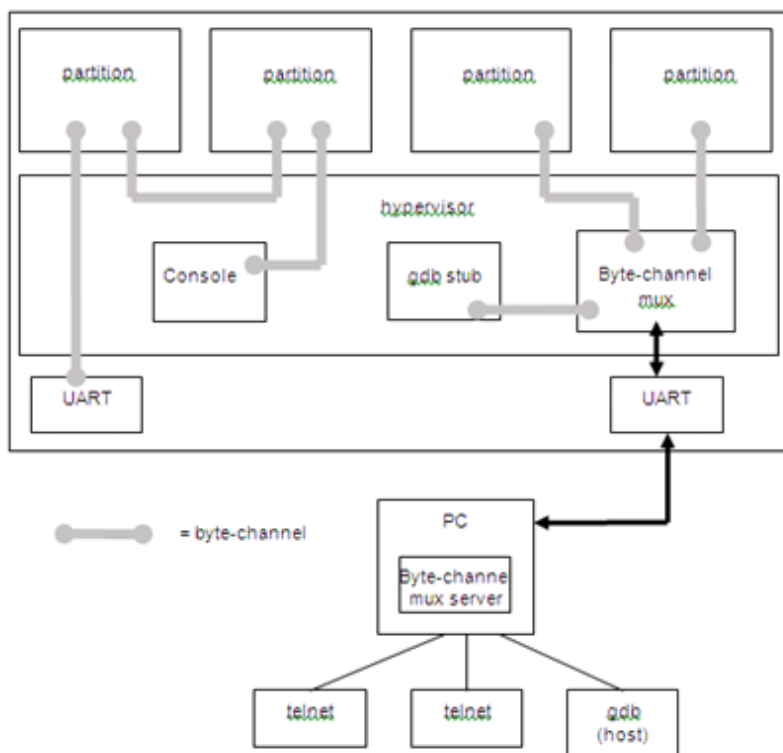 partition
partition
partition
partition
hypervisor
Console
gdb stub
Byte-channel
mux
UART
UART
= byte-channel
PC
Byte-channe
mux server
telnet
telnet
gdb
(host)